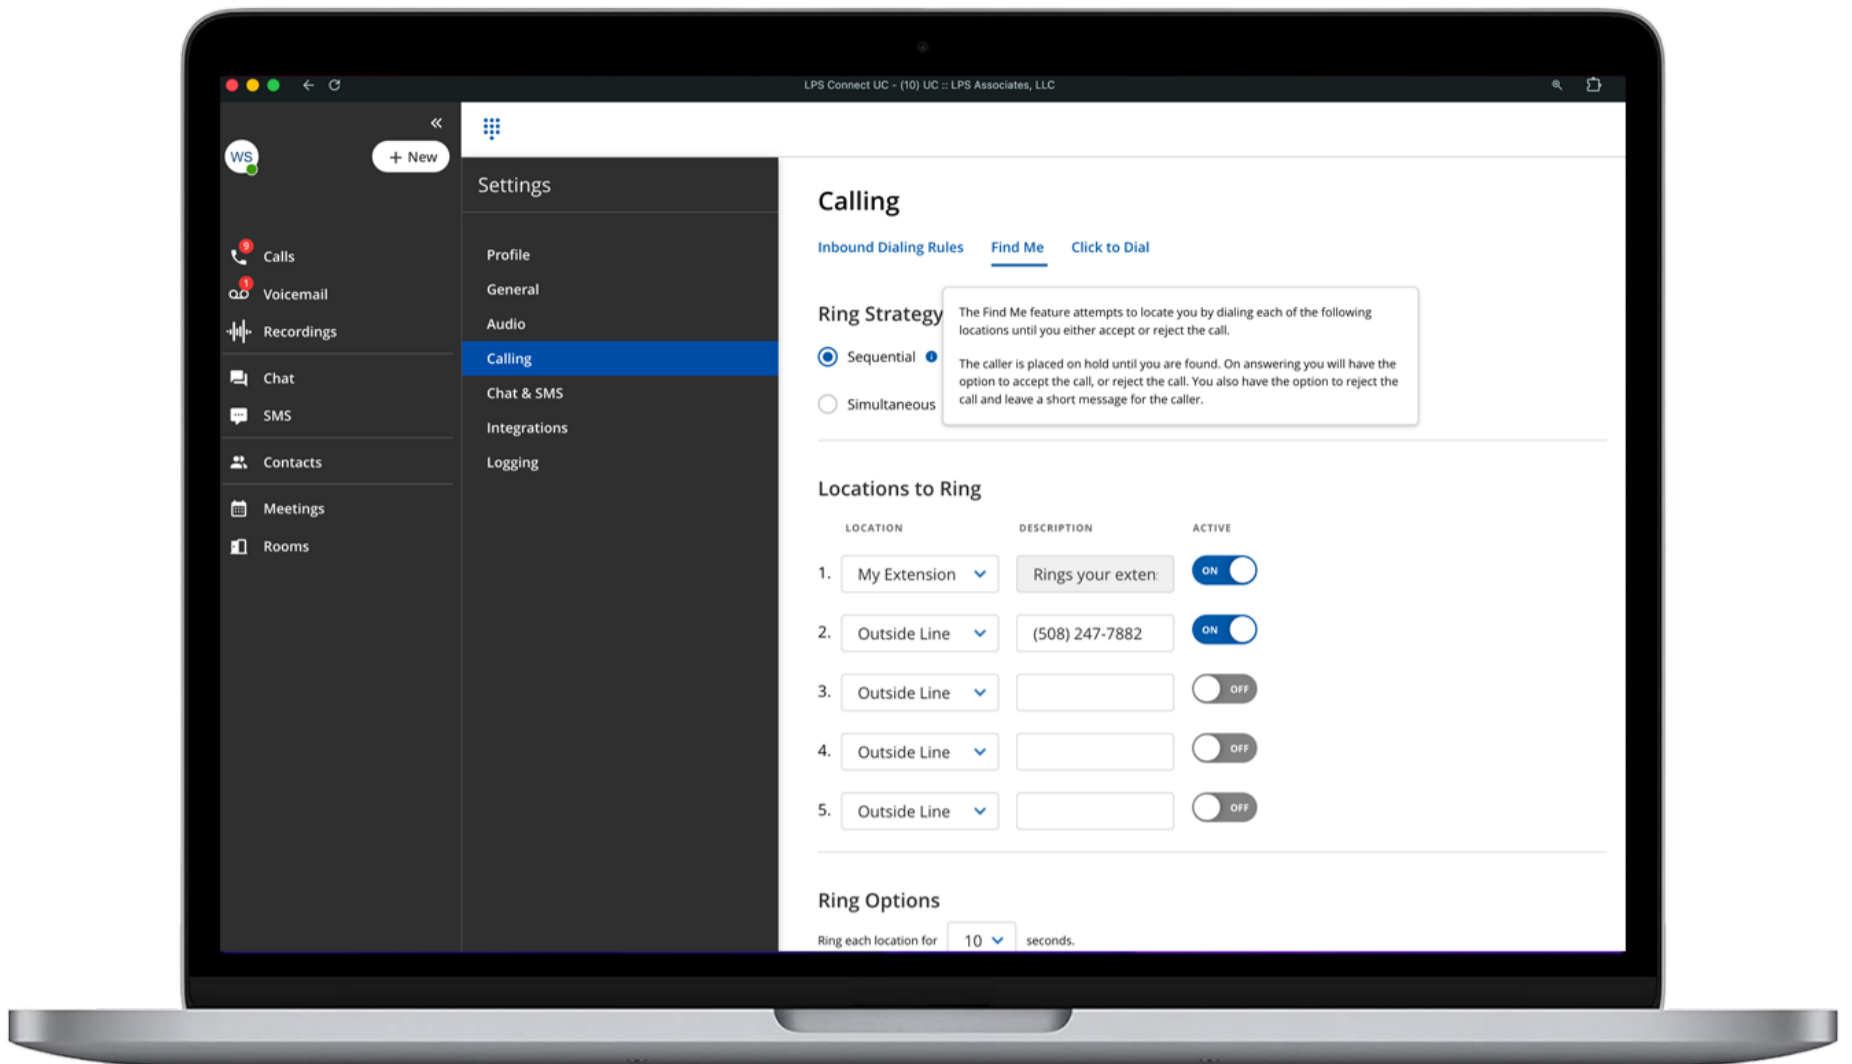 LPS Connect UC - (10) UC :: LPS Associates, LLC
WS
+ New
9
Calls
1
Voicemail
Recordings
Chat
SMS
Contacts
Meetings
Rooms
Settings
Profile
General
Audio
Calling
Chat & SMS
Integrations
Logging
Calling
Inbound Dialing Rules Find Me Click to Dial
Ring Strategy
Sequential
Simultaneous
The Find Me feature attempts to locate you by dialing each of the following
locations until you either accept or reject the call.
The caller is placed on hold until you are found. On answering you will have the
option to accept the call, or reject the call. You also have the option to reject the
call and leave a short message for the caller.
Locations to Ring
LOCATION DESCRIPTION ACTIVE
1. My Extension Rings your exten ON
2. Outside Line (508) 247-7882 ON
3. Outside Line OFF
4. Outside Line OFF
5. Outside Line OFF
Ring Options
Ring each location for 10 seconds.